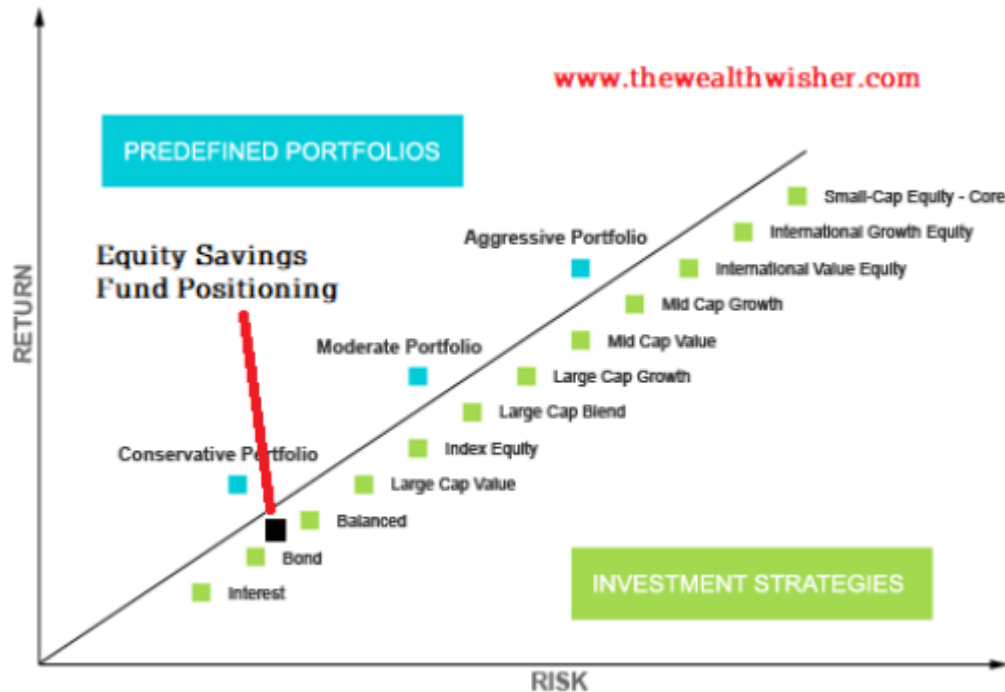 www.thewealthwisher.com
PREDEFINED PORTFOLIOS
Small-Cap Equity - Core
International Growth Equity
Aggressive Portfolio
Equity Savings
Fund Positioning
International Value Equity
Mid Cap Growth
RETURN
Mid Cap Value
Moderate Portfolio
Large Cap Growth
Large Cap Blend
Index Equity
Conservative Portfolio
Large Cap Value
Balanced
Bond
INVESTMENT STRATEGIES
Interest
RISK